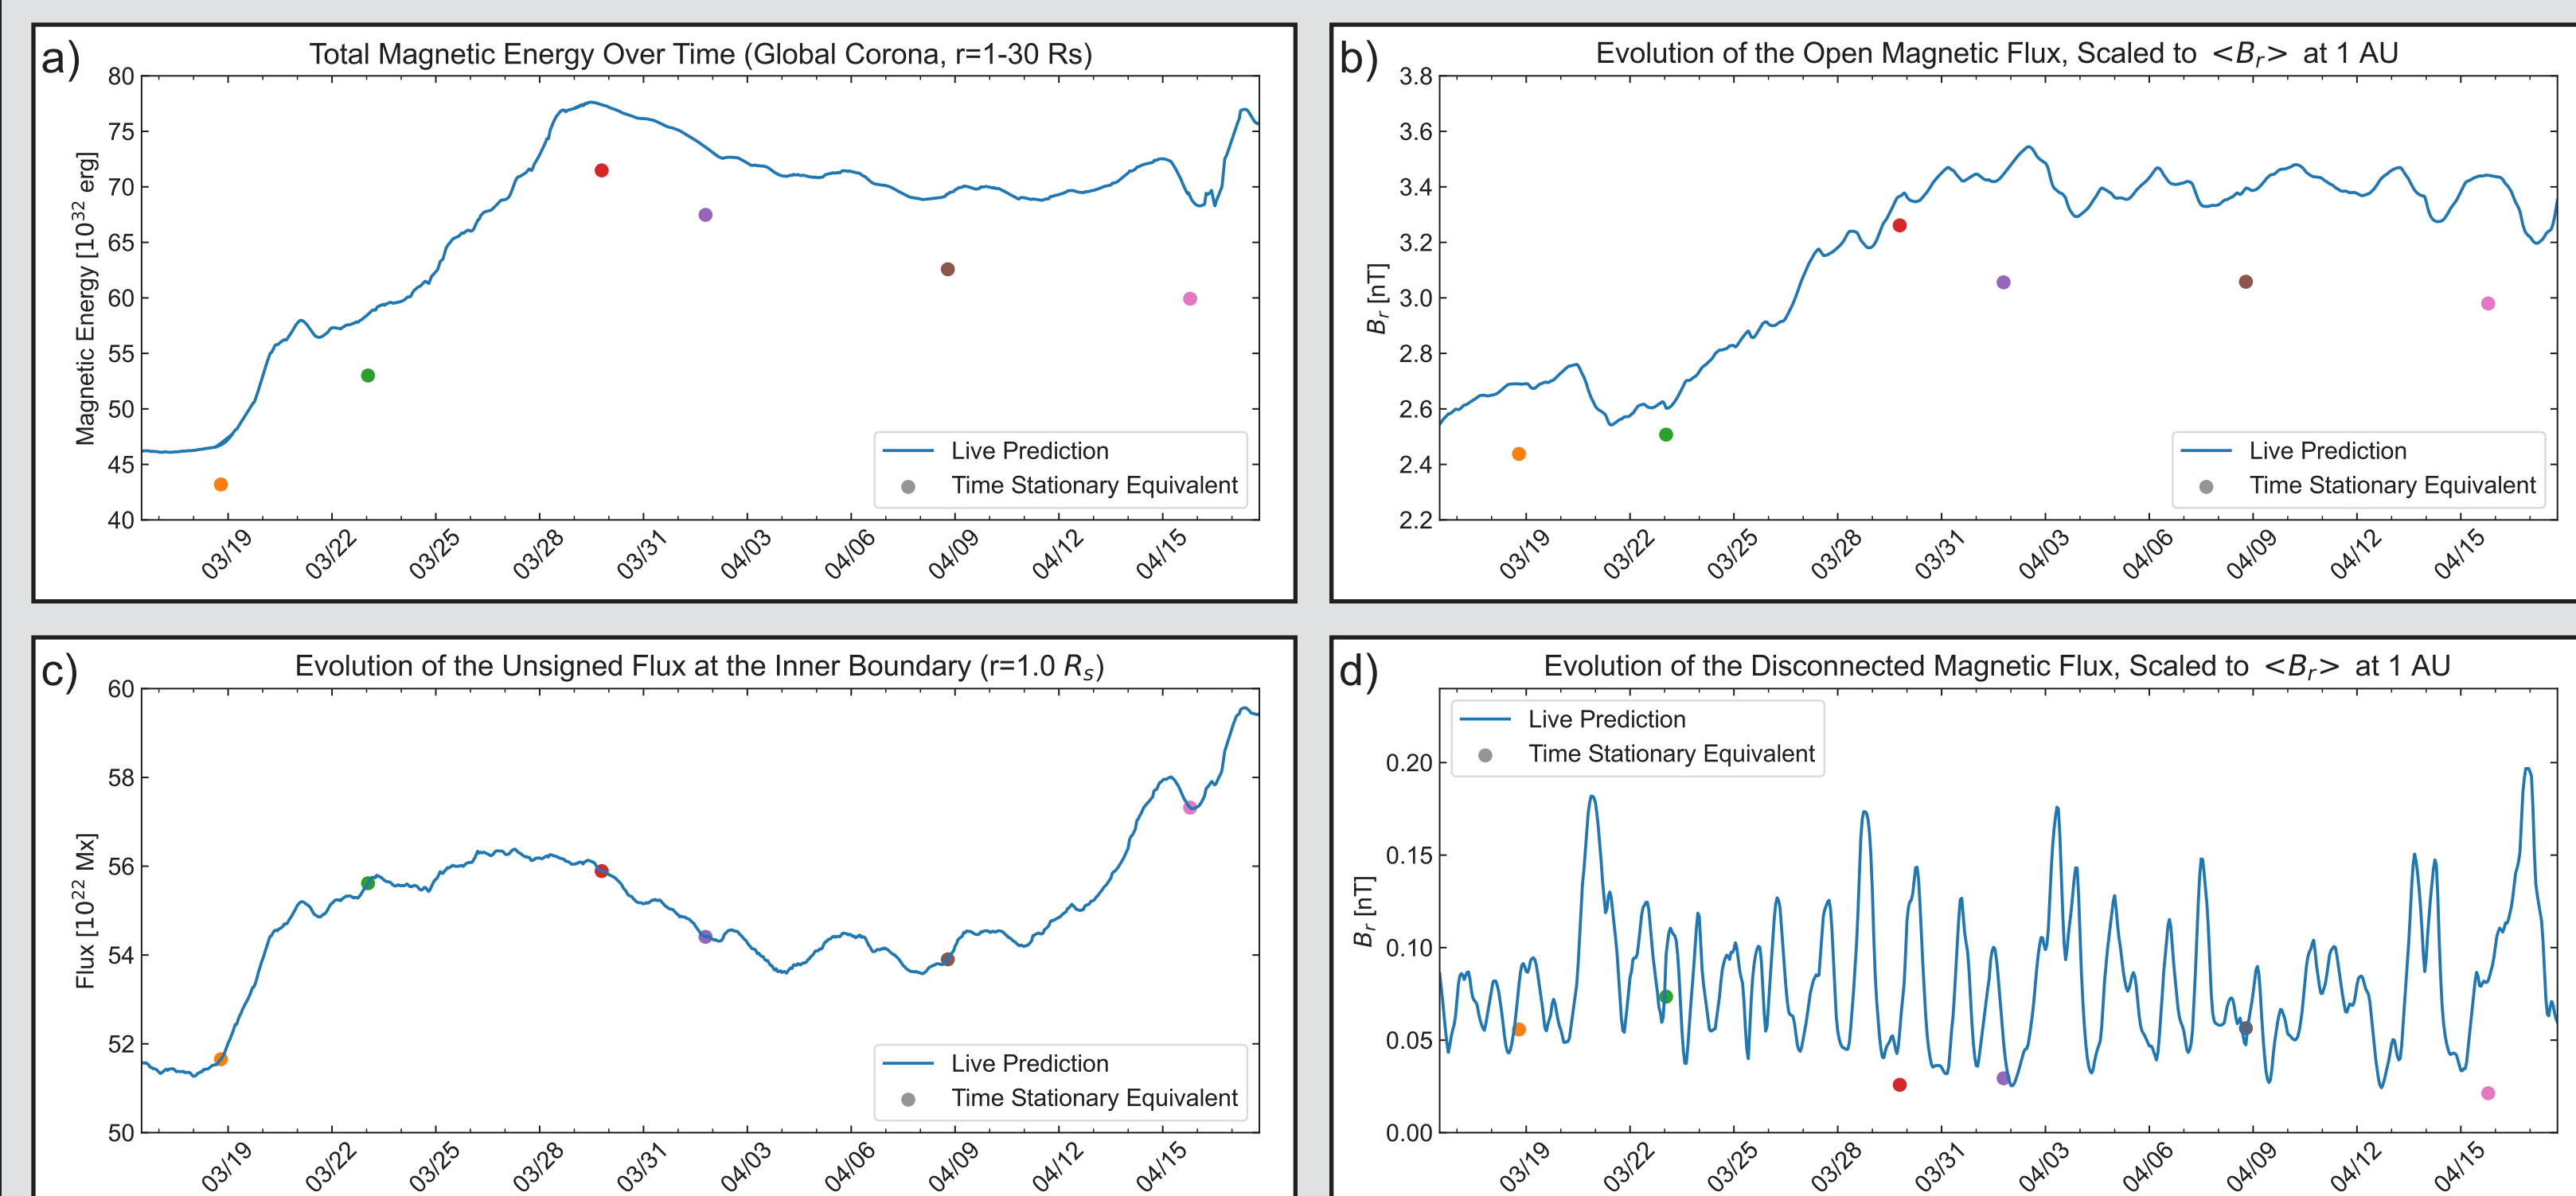 a)
Total Magnetic Energy Over Time (Global Corona, r=1-30 Rs)
Magnetic Energy [10³² erg]
80
75
70
65
60
55
50
45
40
Live Prediction
Time Stationary Equivalent
03/19 03/22 03/25 03/28 03/31 04/03 04/06 04/09 04/12 04/15
b)
Evolution of the Open Magnetic Flux, Scaled to <Bᵣ> at 1 AU
Bᵣ [nT]
3.8
3.6
3.4
3.2
3.0
2.8
2.6
2.4
2.2
Live Prediction
Time Stationary Equivalent
03/19 03/22 03/25 03/28 03/31 04/03 04/06 04/09 04/12 04/15
c)
Evolution of the Unsigned Flux at the Inner Boundary (r=1.0 Rₛ)
Flux [10²² Mx]
60
58
56
54
52
50
Live Prediction
Time Stationary Equivalent
03/19 03/22 03/25 03/28 03/31 04/03 04/06 04/09 04/12 04/15
d)
Evolution of the Disconnected Magnetic Flux, Scaled to <Bᵣ> at 1 AU
Live Prediction
Time Stationary Equivalent
Bᵣ [nT]
0.20
0.15
0.10
0.05
0.00
03/19 03/22 03/25 03/28 03/31 04/03 04/06 04/09 04/12 04/15